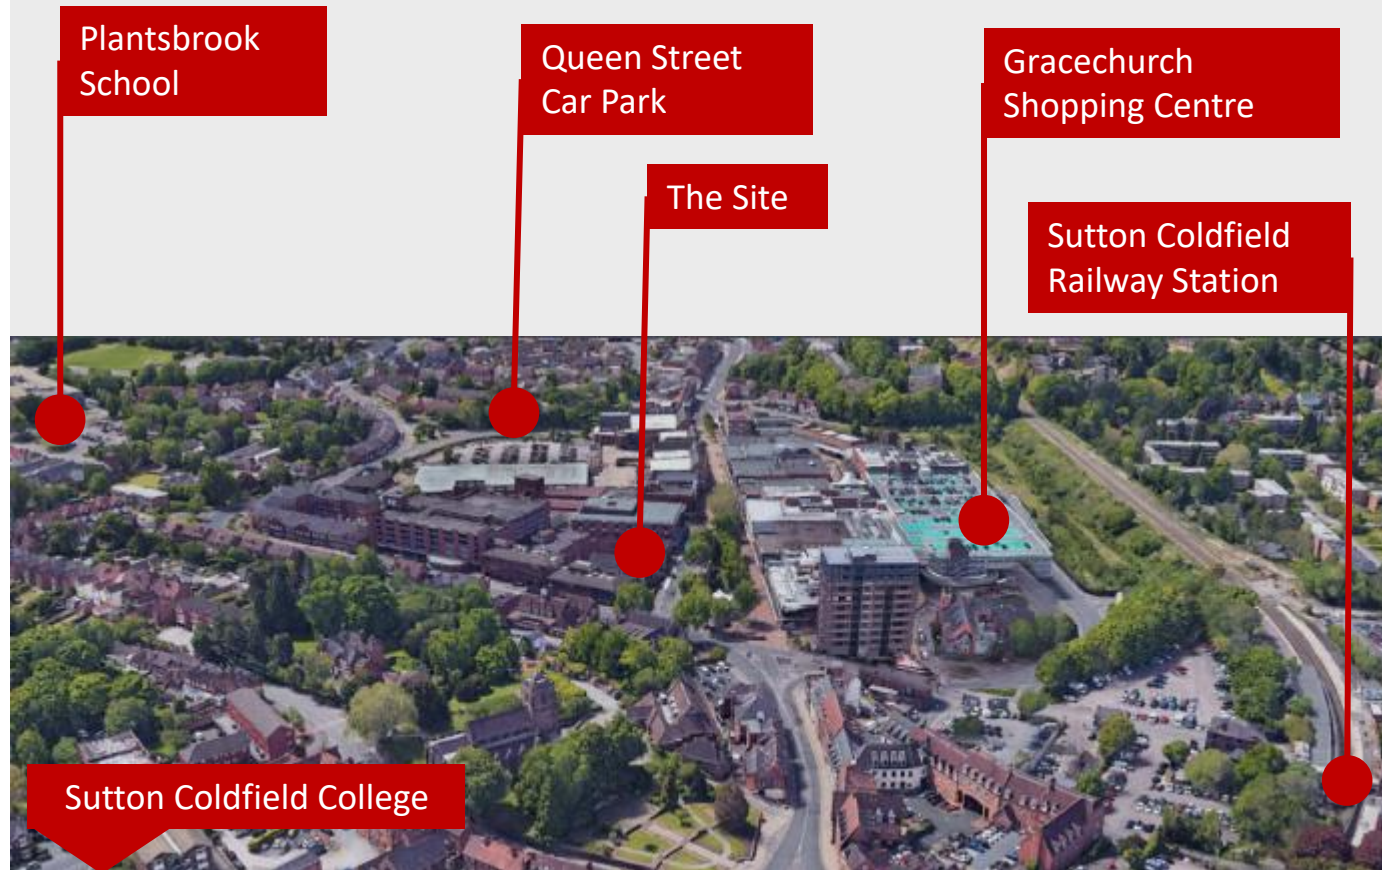 Plantsbrook
School
Queen Street
Car Park
Gracechurch
Shopping Centre
The Site
Sutton Coldfield
Railway Station
Sutton Coldfield College